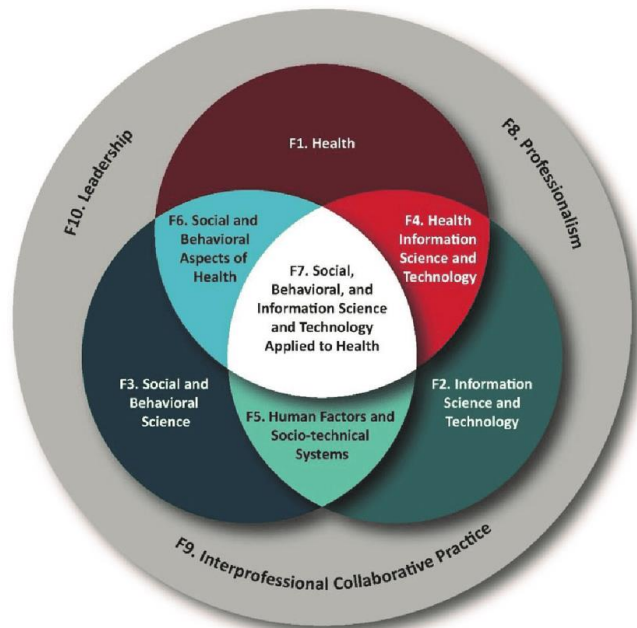 F1. Health
F10. Leadership
F8. Professionalism
F6. Social and
Behavioral
Aspects of
Health
F4. Health
Information
Science and
Technology
F7. Social,
Behavioral, and
Information Science
and Technology
Applied to Health
F3. Social and
Behavioral
Science
F2. Information
Science and
Technology
F5. Human Factors and
Socio-technical
Systems
F9. Interprofessional Collaborative Practice